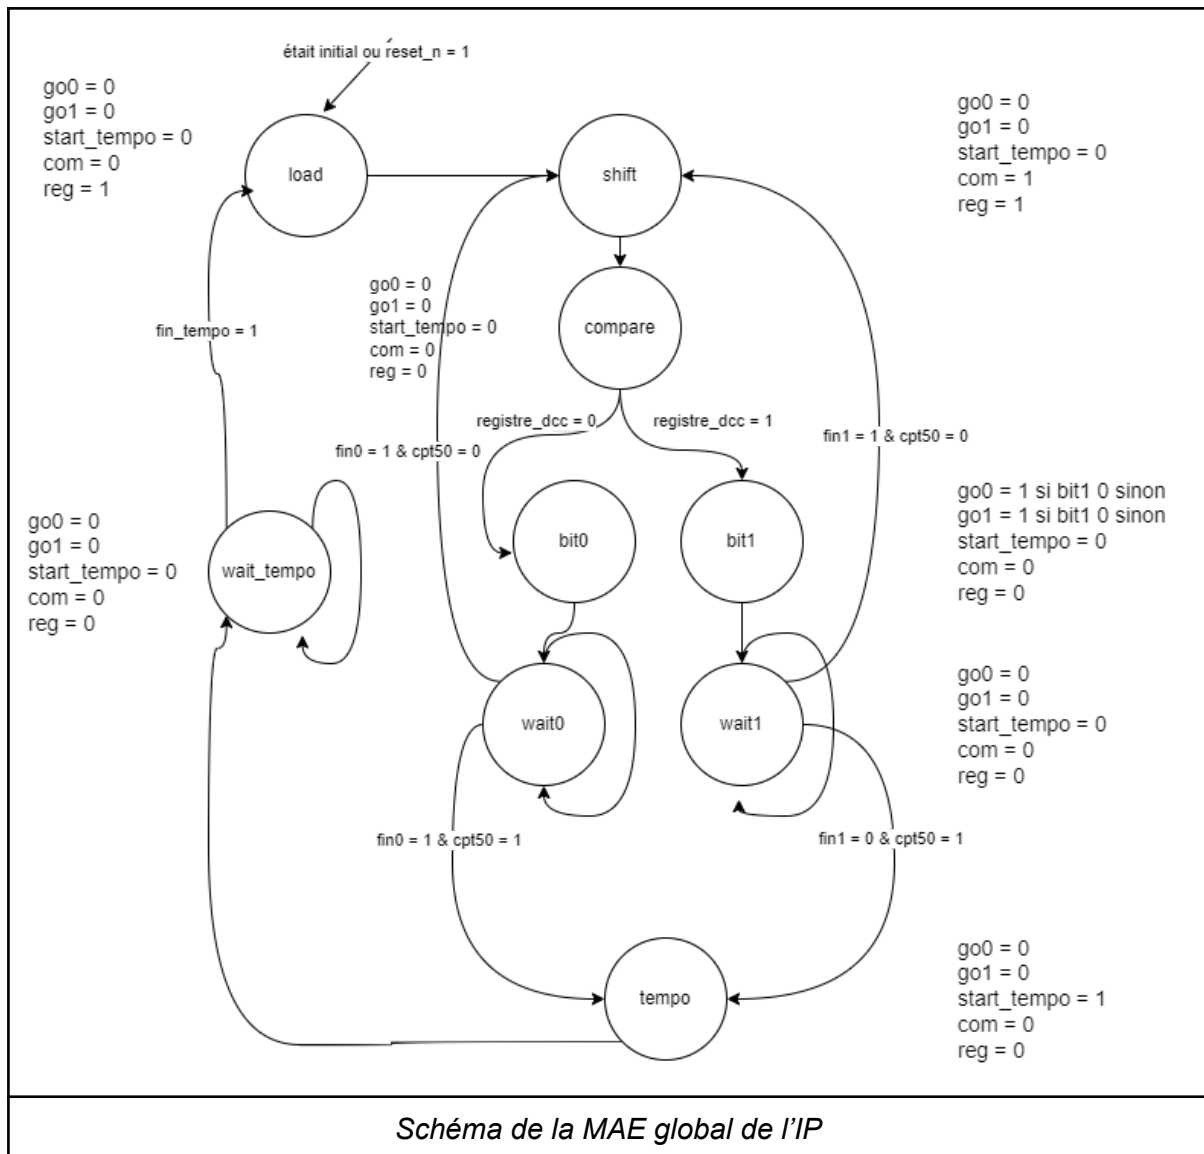 était initial ou reset_n = 1
go0 = 0
go1 = 0
start_tempo = 0
com = 0
reg = 1
load
shift
go0 = 0
go1 = 0
start_tempo = 0
com = 1
reg = 1
go0 = 0
go1 = 0
start_tempo = 0
com = 0
reg = 0
compare
fin_tempo = 1
registre_dcc = 0
registre_dcc = 1
fin0 = 1 & cpt50 = 0
fin1 = 1 & cpt50 = 0
go0 = 0
go1 = 0
start_tempo = 0
com = 0
reg = 0
wait_tempo
bit0
bit1
go0 = 1 si bit1 0 sinon
go1 = 1 si bit1 0 sinon
start_tempo = 0
com = 0
reg = 0
wait0
wait1
go0 = 0
go1 = 0
start_tempo = 0
com = 0
reg = 0
fin0 = 1 & cpt50 = 1
fin1 = 0 & cpt50 = 1
tempo
go0 = 0
go1 = 0
start_tempo = 1
com = 0
reg = 0
Schéma de la MAE global de l'IP